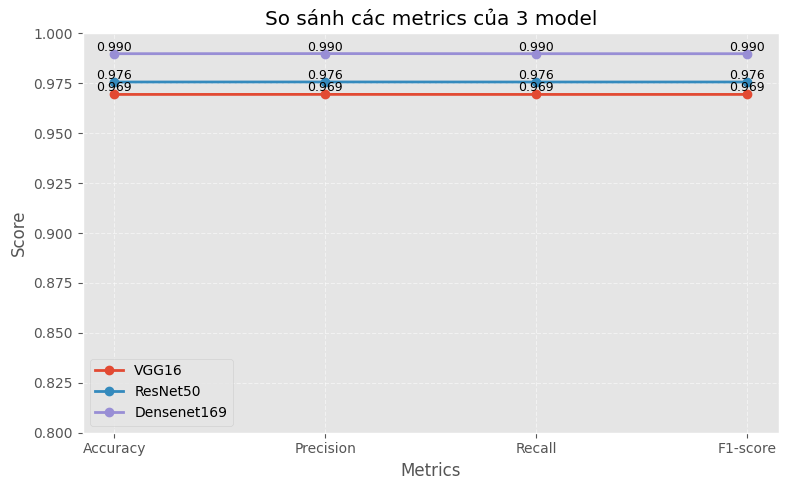 So sánh các metrics của 3 model
1.000
0.975
0.950
0.925
0.900
0.875
0.850
0.825
0.800
Score
0.990 0.990 0.990 0.990
0.976 0.976 0.976 0.976
0.969 0.969 0.969 0.969
VGG16
ResNet50
Densenet169
Accuracy Precision Recall F1-score
Metrics